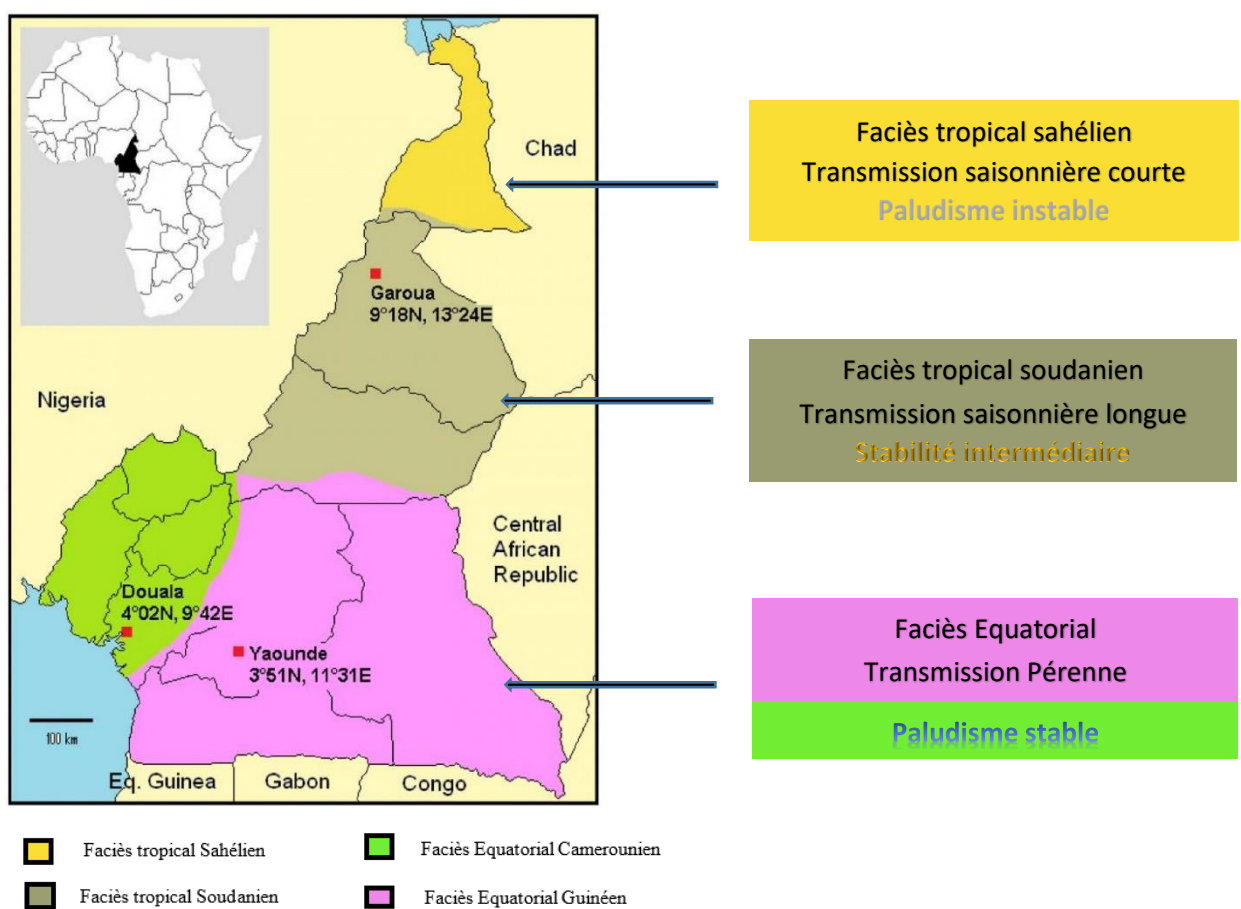 Chad
Garoua
9°18N, 13°24E
Nigeria
Central
African
Republic
Douala
4°02N, 9°42E
Yaounde
3°51N, 11°31E
100 km
Eq. Guinea
Gabon
Congo
Faciès tropical sahélien
Transmission saisonnière courte
Paludisme instable
Faciès tropical soudanien
Transmission saisonnière longue
Stabilité intermédiaire
Faciès Equatorial
Transmission Pérenne
Paludisme stable
Faciès tropical Sahélien
Faciès Equatorial Camerounien
Faciès tropical Soudanien
Faciès Equatorial Guinéen